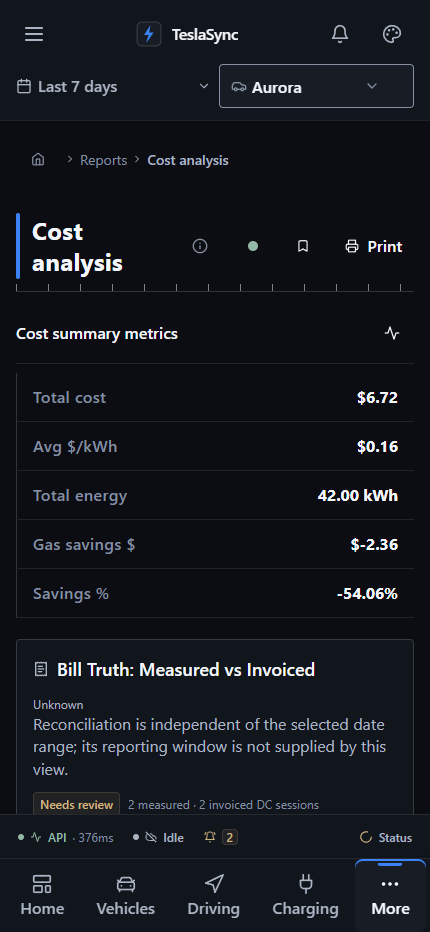 TeslaSync
Last 7 days
Aurora
Reports
Cost analysis
Cost
analysis
Print
Cost summary metrics
Total cost
$6.72
Avg $/kWh
$0.16
Total energy
42.00 kWh
Gas savings $
$-2.36
Savings %
-54.06%
Bill Truth: Measured vs Invoiced
Unknown
Reconciliation is independent of the selected date
range; its reporting window is not supplied by this
view.
Needs review
2 measured · 2 invoiced DC sessions
API · 376ms
Idle
2
Status
Home
Vehicles
Driving
Charging
More